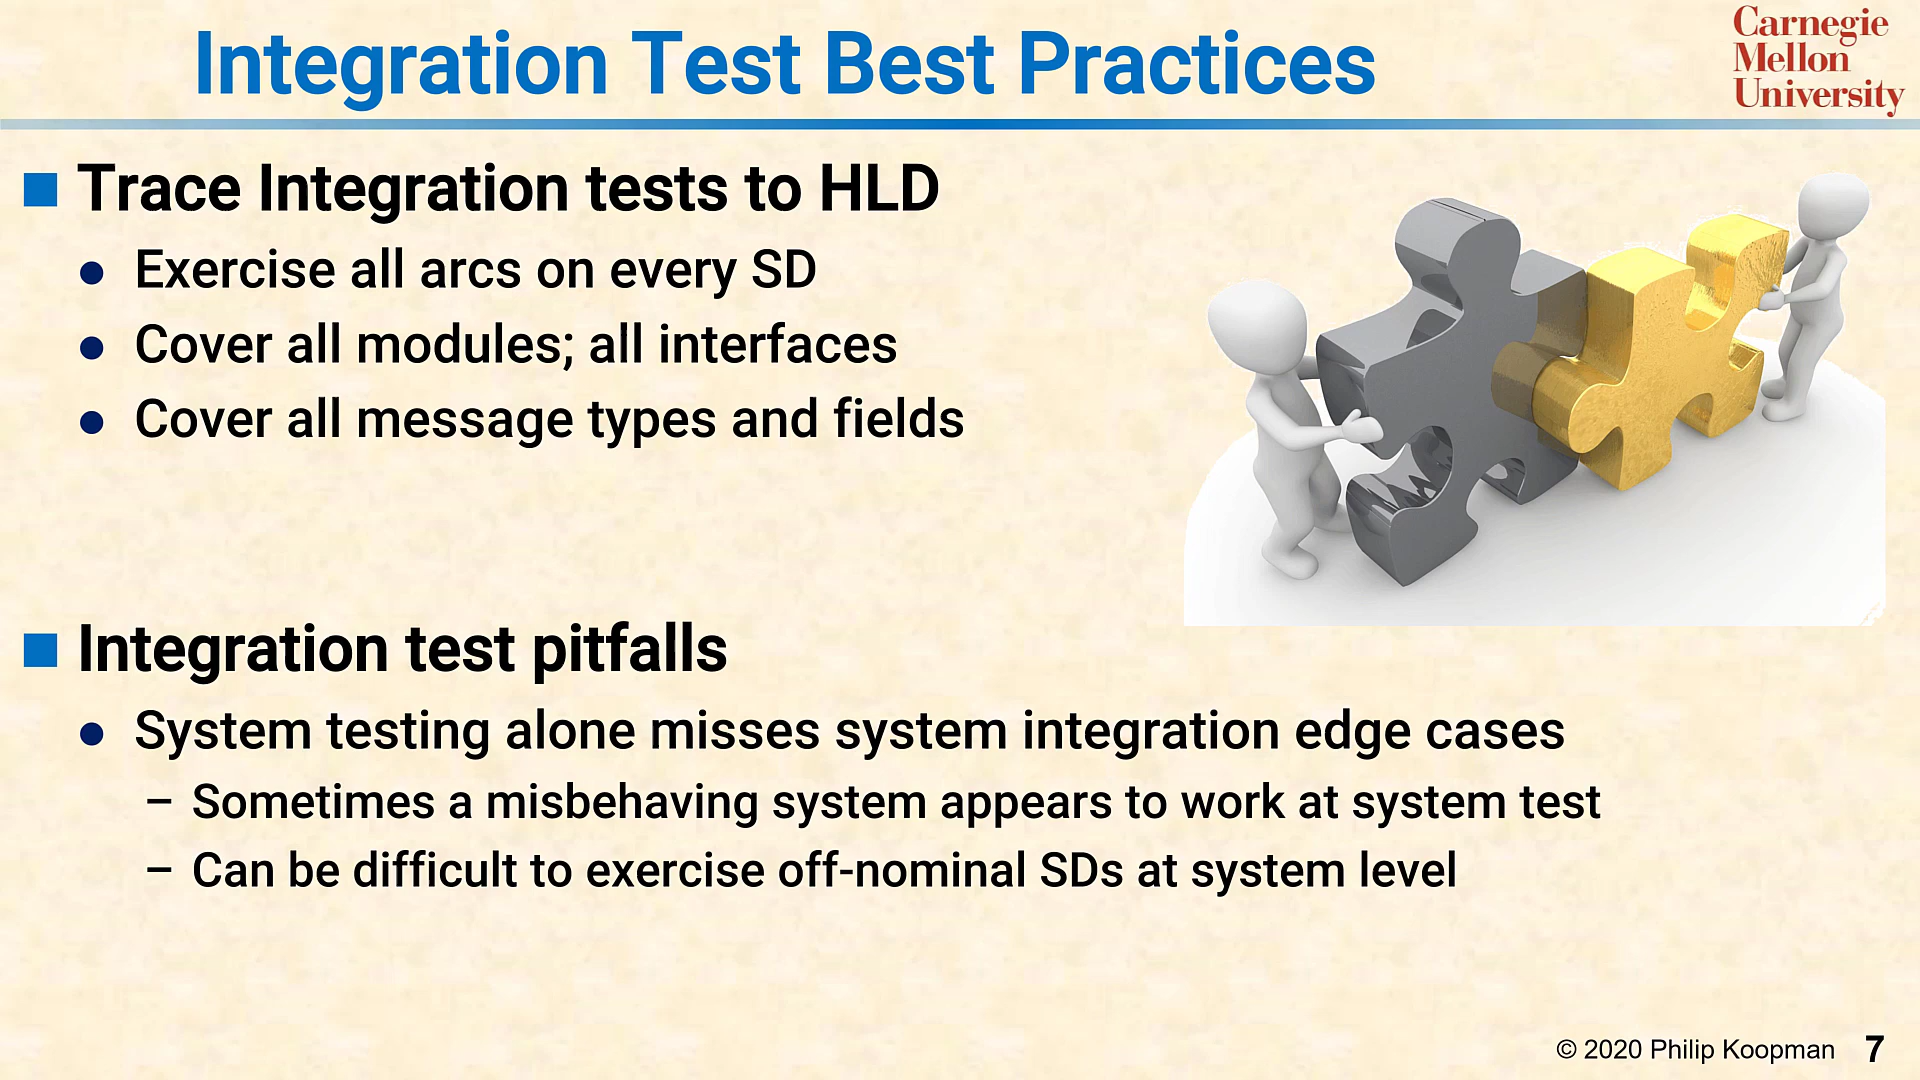 Integration Test Best Practices
Carnegie
Mellon
University
Trace Integration tests to HLD
Exercise all arcs on every SD
Cover all modules; all interfaces
Cover all message types and fields
Integration test pitfalls
System testing alone misses system integration edge cases
– Sometimes a misbehaving system appears to work at system test
– Can be difficult to exercise off-nominal SDs at system level
© 2020 Philip Koopman 7